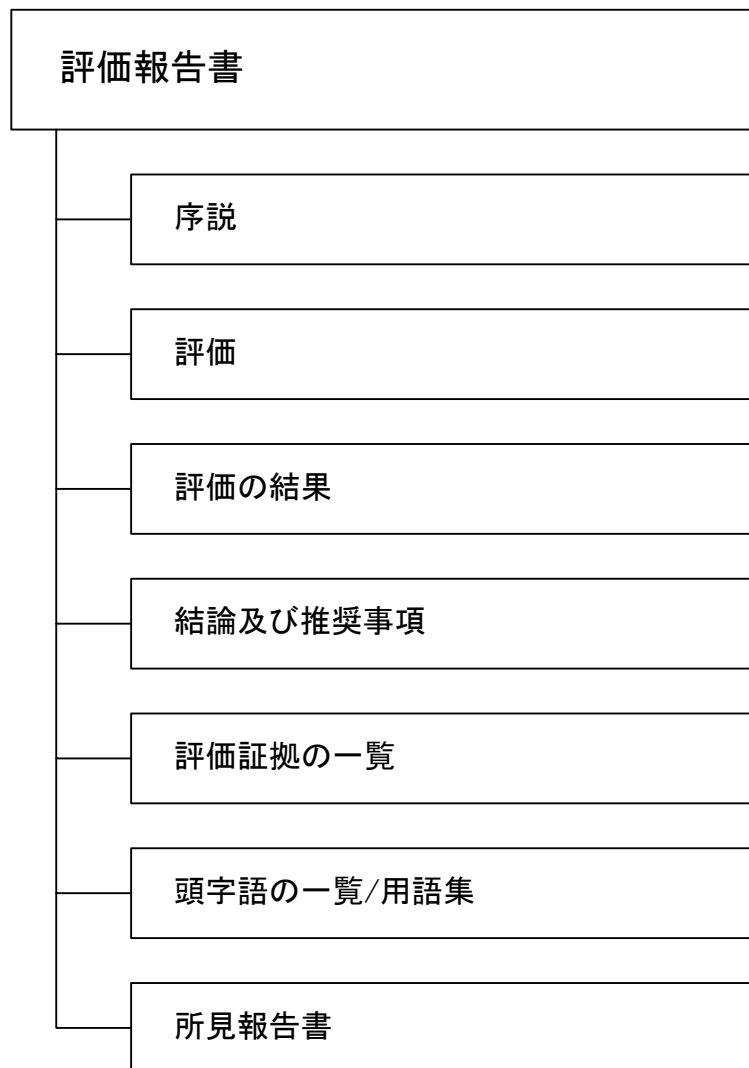 評価報告書
序説
評価
評価の結果
結論及び推奨事項
評価証拠の一覧
頭字語の一覧/用語集
所見報告書